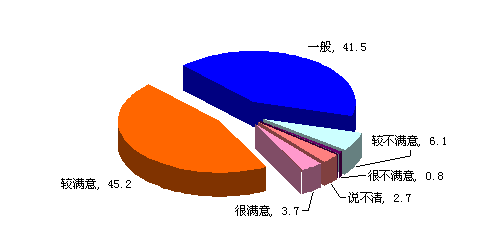 一般, 41.5
较不满意, 6.1
很不满意, 0.8
说不清, 2.7
很满意, 3.7
较满意, 45.2